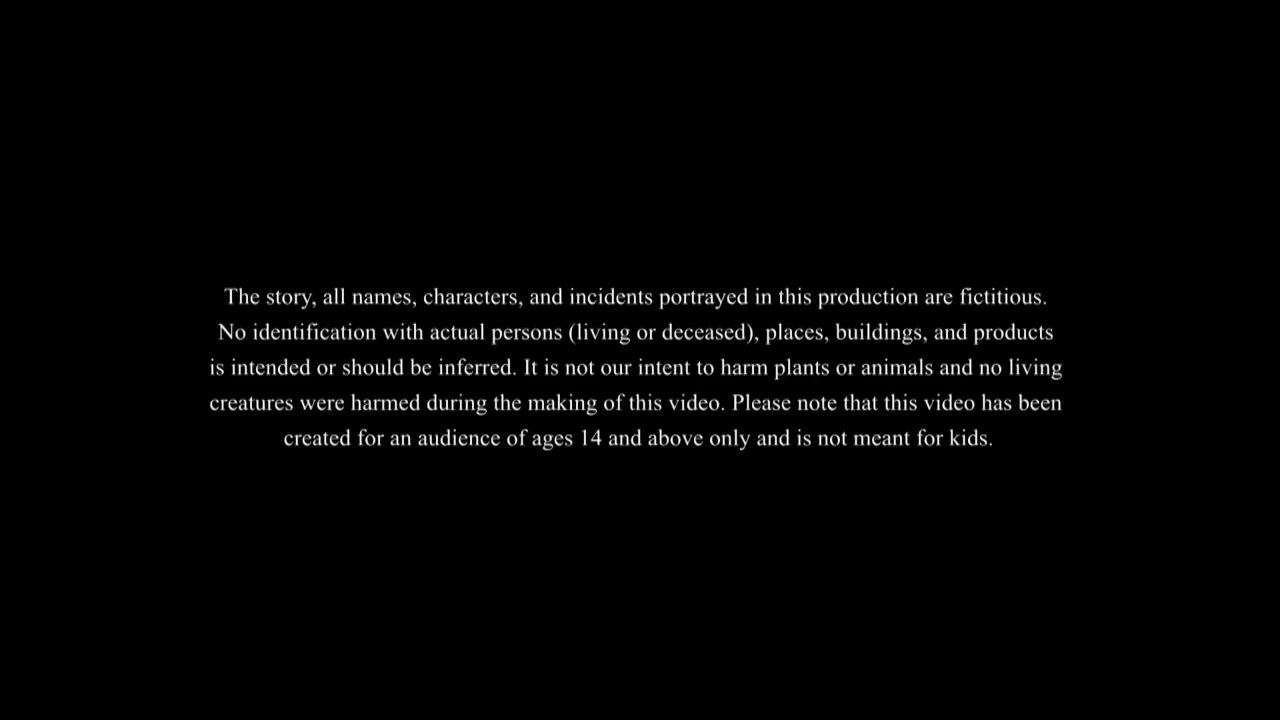 The story, all names, characters, and incidents portrayed in this production are fictitious.
No identification with actual persons (living or deceased), places, buildings, and products
is intended or should be inferred. It is not our intent to harm plants or animals and no living
creatures were harmed during the making of this video. Please note that this video has been
created for an audience of ages 14 and above only and is not meant for kids.